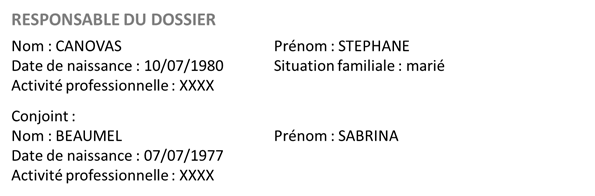 RESPONSABLE DU DOSSIER
Nom : CANOVAS Prénom : STEPHANE
Date de naissance : 10/07/1980 Situation familiale : marié
Activité professionnelle : XXXX
Conjoint :
Nom : BEAUMEL Prénom : SABRINA
Date de naissance : 07/07/1977
Activité professionnelle : XXXX